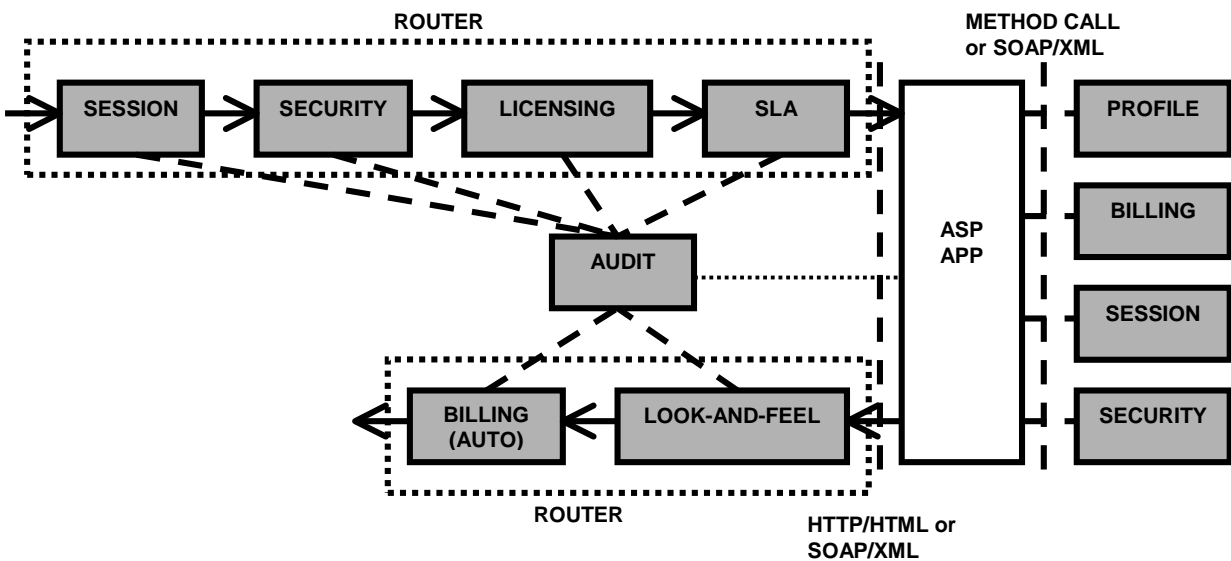 ROUTER
METHOD CALL
or SOAP/XML
SESSION
SECURITY
LICENSING
SLA
PROFILE
BILLING
ASP
APP
AUDIT
SESSION
BILLING
(AUTO)
LOOK-AND-FEEL
SECURITY
ROUTER
HTTP/HTML or
SOAP/XML